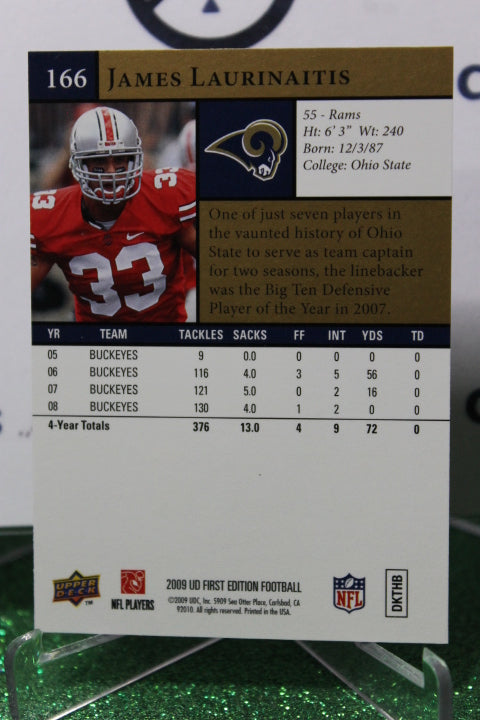 166 JAMES LAURINAITIS
55 - Rams
Ht: 6' 3" Wt: 240
Born: 12/3/87
College: Ohio State
33
33
One of just seven players in
the vaunted history of Ohio
State to serve as team captain
for two seasons, the linebacker
was the Big Ten Defensive
Player of the Year in 2007.
YR TEAM TACKLES SACKS FF INT YDS TD
05 BUCKEYES 9 0.0 0 0 0 0
06 BUCKEYES 116 4.0 3 5 56 0
07 BUCKEYES 121 5.0 0 2 16 0
08 BUCKEYES 130 4.0 1 2 0 0
4-Year Totals 376 13.0 4 9 72 0
UPPER
DECK
TM
NFL PLAYERS
2009 UD FIRST EDITION FOOTBALL
©2009 UDC, Inc. 5909 Sea Otter Place, Carlsbad, CA
92010. All rights reserved. Printed in the USA.
NFL
DKTHB